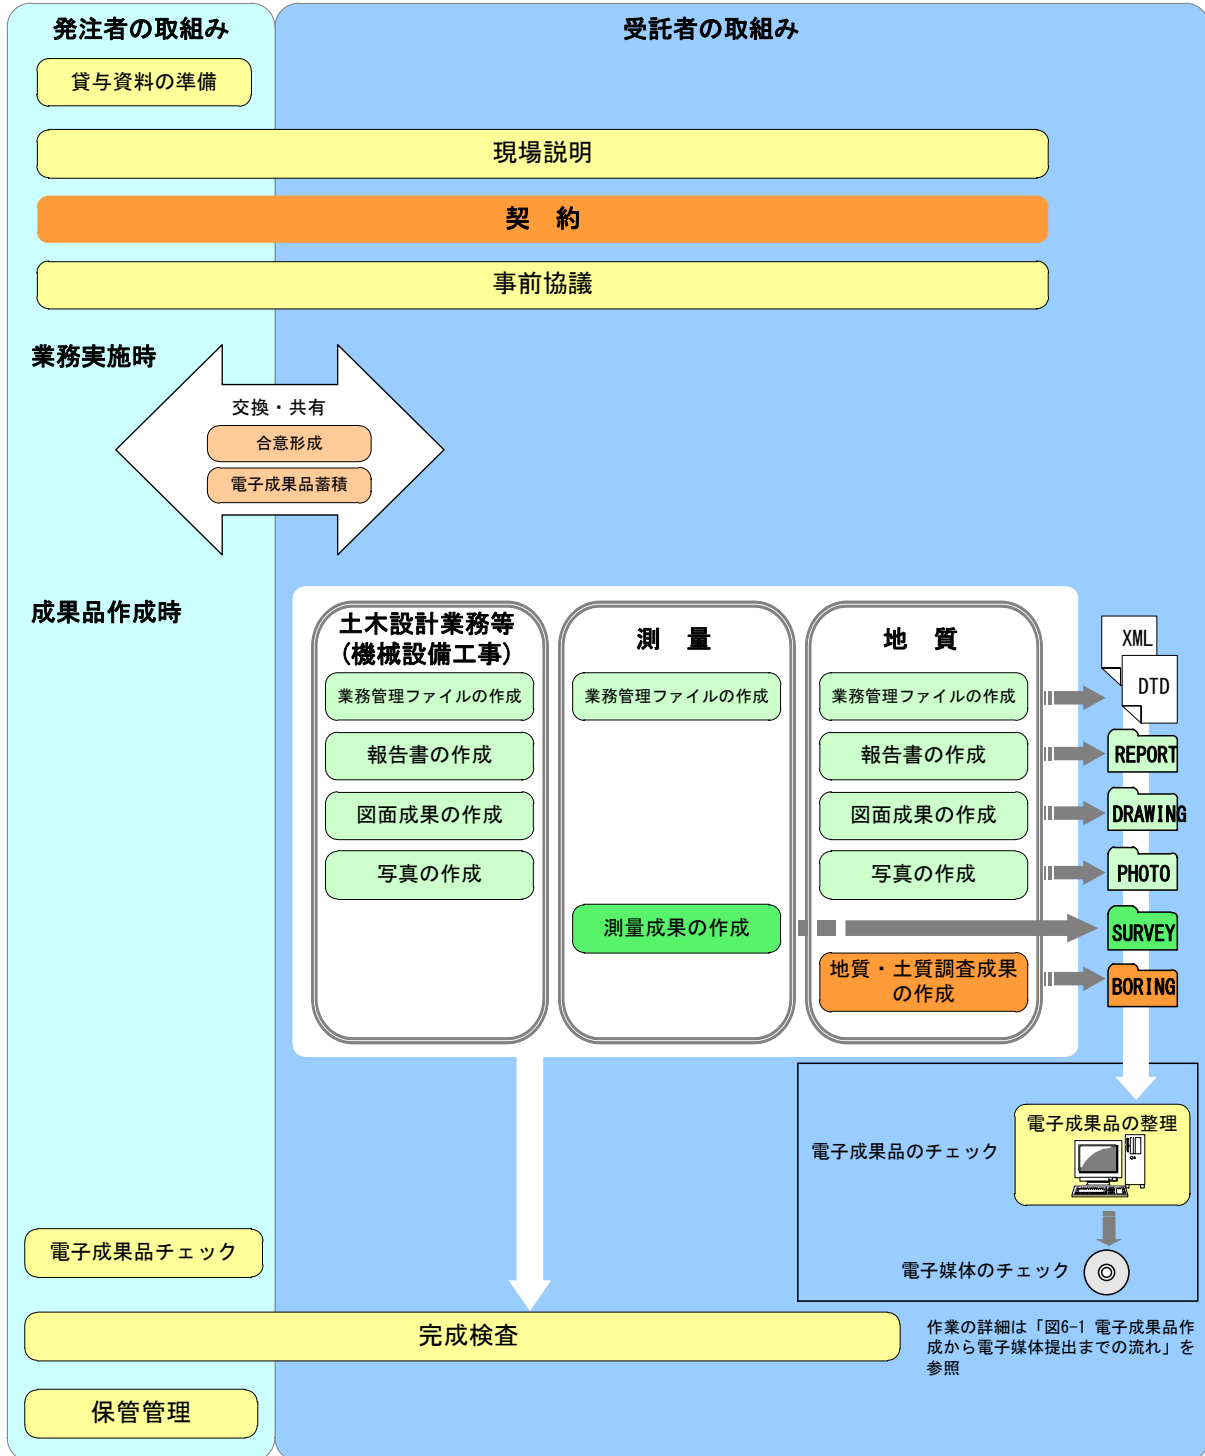 発注者の取組み
受託者の取組み
貸与資料の準備
現場説明
契　約
事前協議
業務実施時
交換・共有
合意形成
電子成果品蓄積
成果品作成時
土木設計業務等
(機械設備工事)
業務管理ファイルの作成
報告書の作成
図面成果の作成
写真の作成
測　量
業務管理ファイルの作成
測量成果の作成
地　質
業務管理ファイルの作成
報告書の作成
図面成果の作成
写真の作成
地質・土質調査成果
の作成
XML
DTD
REPORT
DRAWING
PHOTO
SURVEY
BORING
電子成果品の整理
電子成果品のチェック
電子媒体のチェック
電子成果品チェック
完成検査
作業の詳細は「図6-1 電子成果品作
成から電子媒体提出までの流れ」を
参照
保管管理